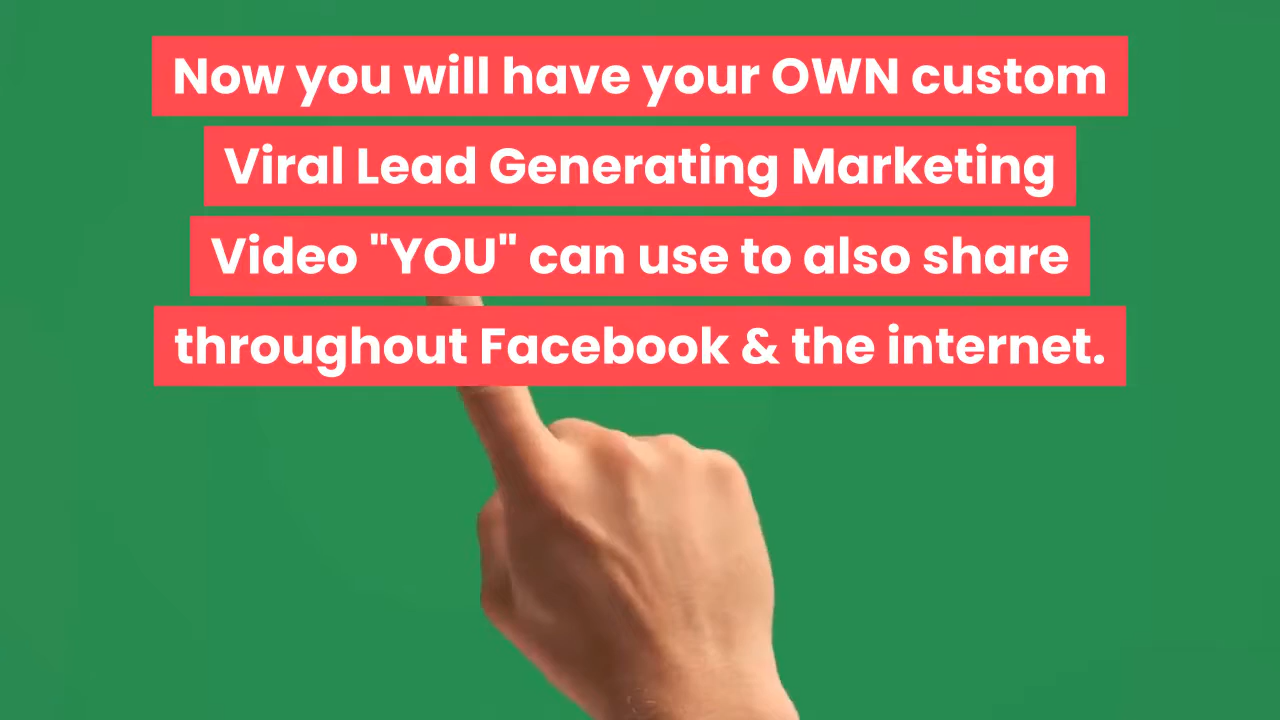 Now you will have your OWN custom
Viral Lead Generating Marketing
Video "YOU" can use to also share
throughout Facebook & the internet.